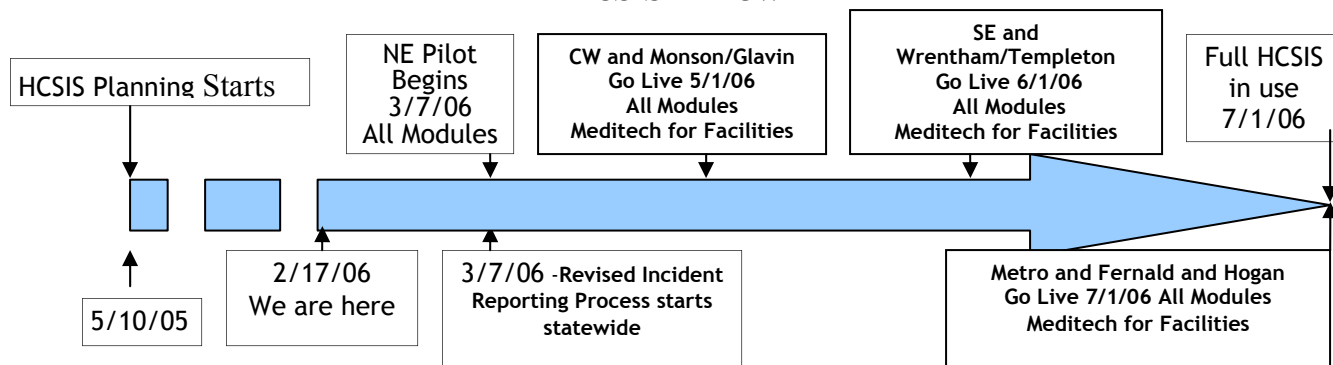 HCSIS Planning Starts
NE Pilot
Begins
3/7/06
All Modules
CW and Monson/Glavin
Go Live 5/1/06
All Modules
Meditech for Facilities
SE and
Wrentham/Templeton
Go Live 6/1/06
All Modules
Meditech for Facilities
Full HCSIS
in use
7/1/06
5/10/05
2/17/06
We are here
3/7/06 -Revised Incident
Reporting Process starts
statewide
Metro and Fernald and Hogan
Go Live 7/1/06 All Modules
Meditech for Facilities